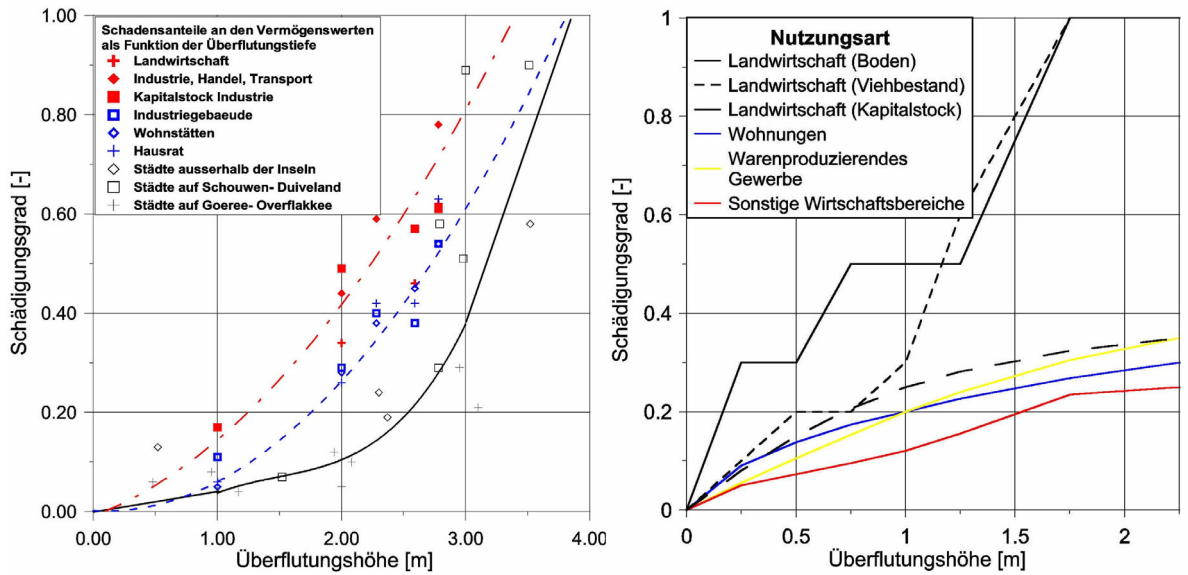 Schadensanteile an den Vermögenswerten
als Funktion der Überflutungstiefe
Landwirtschaft
Industrie, Handel, Transport
Kapitalstock Industrie
Industriegebaeude
Wohnstätten
Hausrat
Städte ausserhalb der Inseln
Städte auf Schouwen- Duiveland
Städte auf Goeree- Overflakkee
Schädigungsgrad [-]
1.00
0.80
0.60
0.40
0.20
0.00
0.00 1.00 2.00 3.00 4.00
Überflutungshöhe [m]
Nutzungsart
Landwirtschaft (Boden)
Landwirtschaft (Viehbestand)
Landwirtschaft (Kapitalstock)
Wohnungen
Warenproduzierendes
Gewerbe
Sonstige Wirtschaftsbereiche
Schädigungsgrad [-]
1
0.8
0.6
0.4
0.2
0
0 0.5 1 1.5 2
Überflutungshöhe [m]